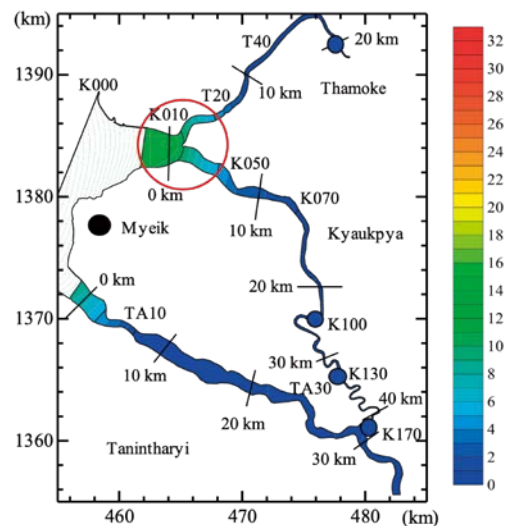 (km)
1390
1380
1370
1360
460
470
480
(km)
K000
T40
20 km
10 km
Thamoke
T20
K010
K050
0 km
K070
10 km
Myeik
Kyaukpya
0 km
20 km
TA10
K100
30 km
10 km
K130
TA30
40 km
20 km
K170
30 km
Tanintharyi
32
30
28
26
24
22
20
18
16
14
12
10
8
6
4
2
0